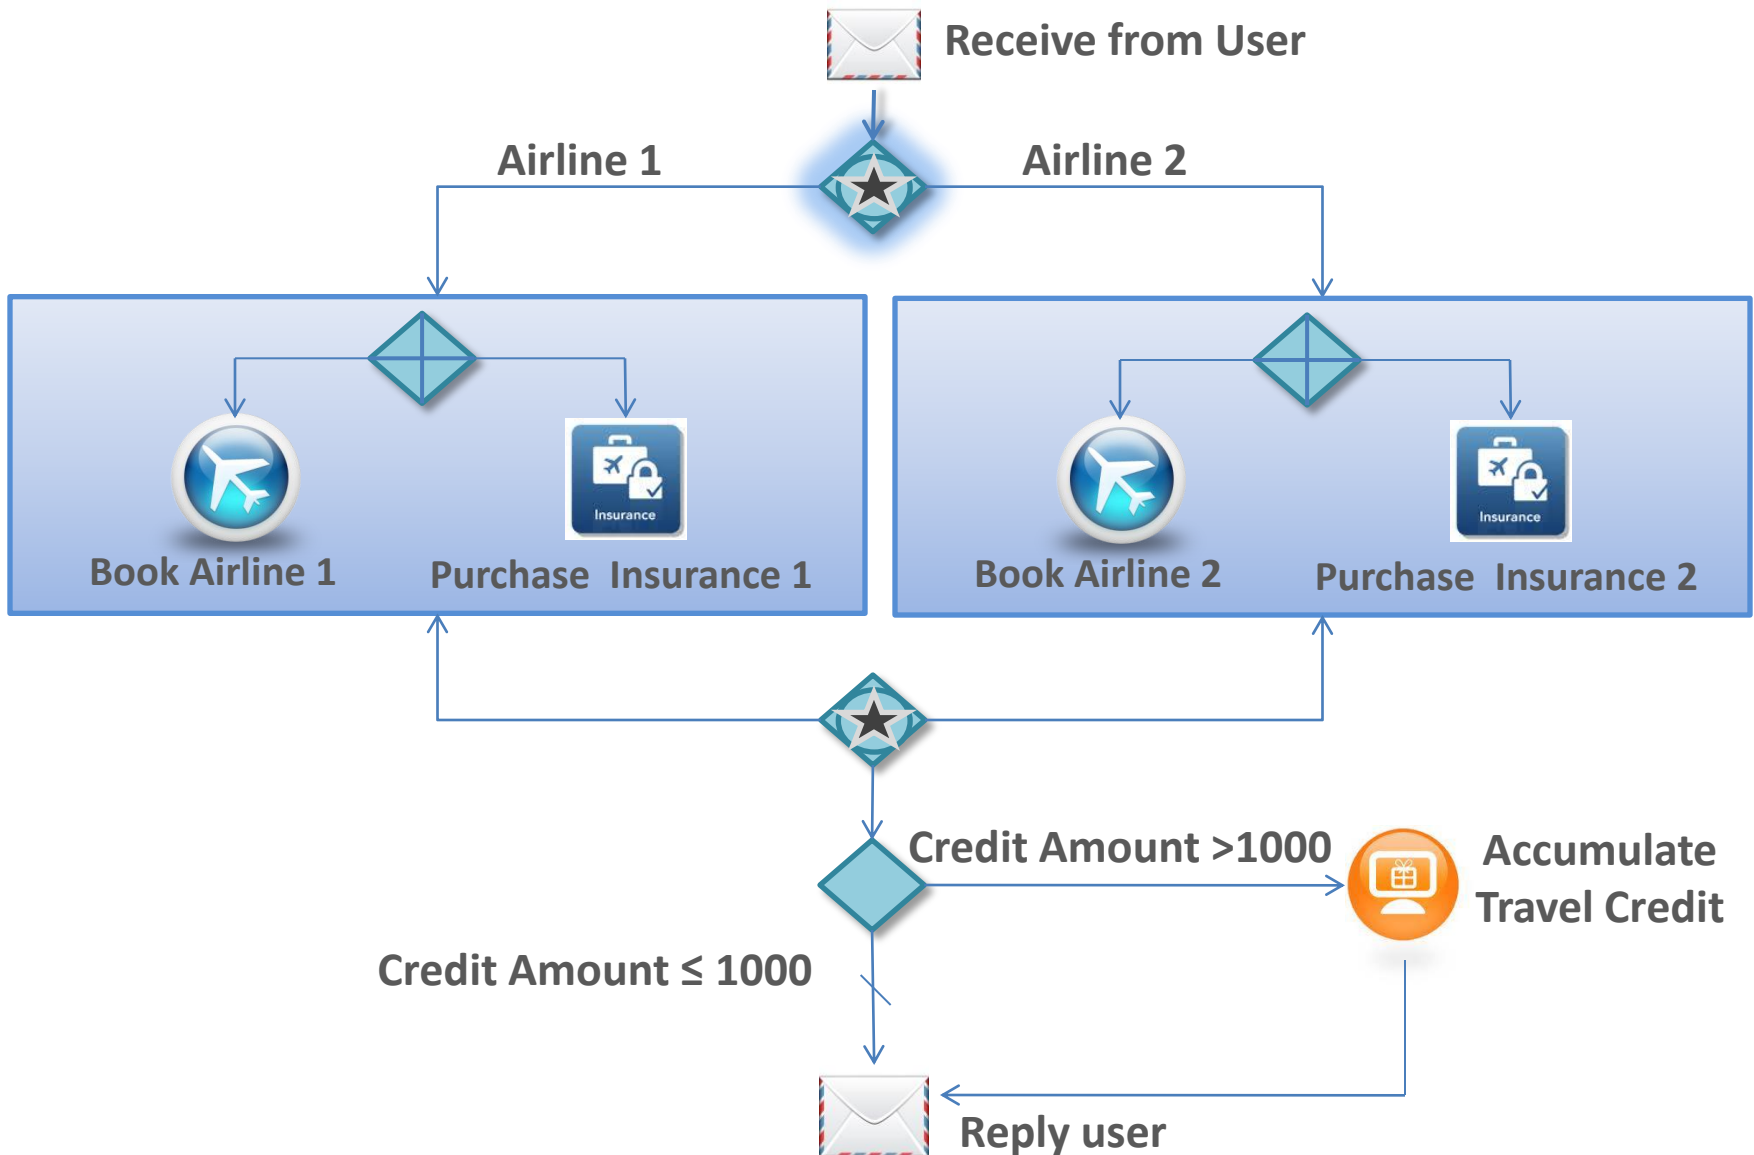 Receive from User
Airline 1
Airline 2
Insurance
Book Airline 1
Purchase Insurance 1
Insurance
Book Airline 2
Purchase Insurance 2
Credit Amount >1000
Accumulate
Travel Credit
Credit Amount ≤ 1000
Reply user